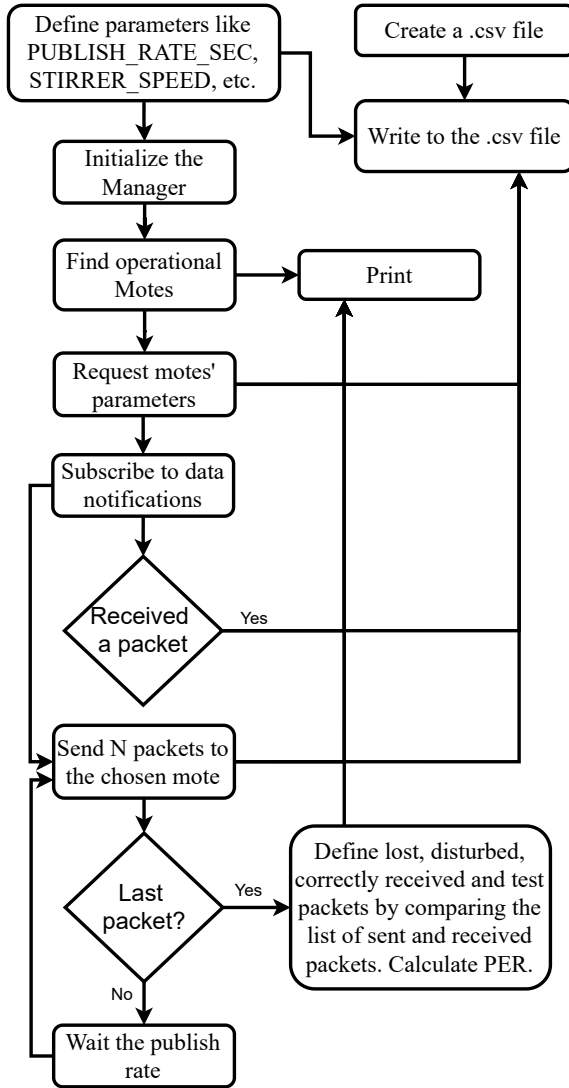 Define parameters like
PUBLISH_RATE_SEC,
STIRRER_SPEED, etc.
Create a .csv file
Write to the .csv file
Initialize the
Manager
Find operational
Motes
Print
Request motes'
parameters
Subscribe to data
notifications
Received
a packet
Yes
Send N packets to
the chosen mote
Last
packet?
Yes
Define lost, disturbed,
correctly received and test
packets by comparing the
list of sent and received
packets. Calculate PER.
No
Wait the publish
rate